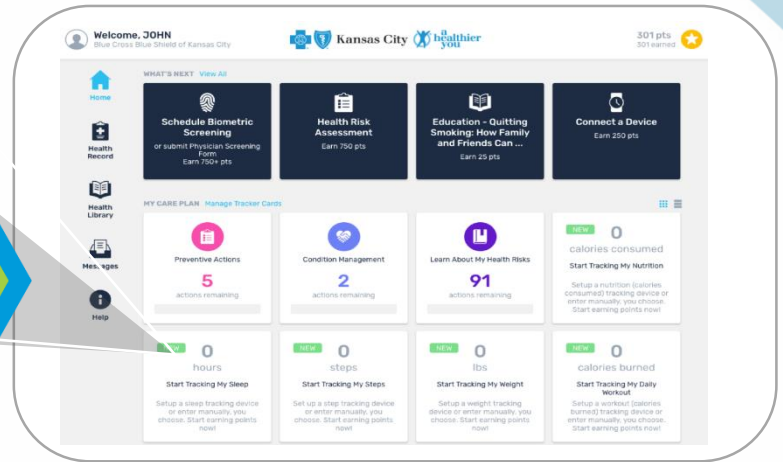 Welcome, JOHN
Blue Cross Blue Shield of Kansas City
Kansas City
a
healthier
you
301 pts
301 earned
WHAT'S NEXT View All
Home
Health
Record
Health
Library
Messages
Help
Schedule Biometric
Screening
or submit Physician Screening
Form
Earn 750+ pts
Health Risk
Assessment
Earn 750 pts
Education - Quitting
Smoking: How Family
and Friends Can ...
Earn 25 pts
Connect a Device
Earn 250 pts
MY CARE PLAN Manage Tracker Cards
Preventive Actions
5
actions remaining
Condition Management
2
actions remaining
Learn About My Health Risks
91
actions remaining
NEW 0
calories consumed
Start Tracking My Nutrition
Setup a nutrition (calories
consumed) tracking device or
enter manually, you choose.
Start earning points now!
NEW 0
hours
Start Tracking My Sleep
Setup a sleep tracking device
or enter manually, you
choose. Start earning points
now!
NEW 0
steps
Start Tracking My Steps
Set up a step tracking device
or enter manually, you
choose. Start earning points
now!
NEW 0
lbs
Start Tracking My Weight
Setup a weight tracking
device or enter manually, you
choose. Start earning points
now!
NEW 0
calories burned
Start Tracking My Daily
Workout
Setup a workout (calories
burned) tracking device or
enter manually, you choose.
Start earning points now!